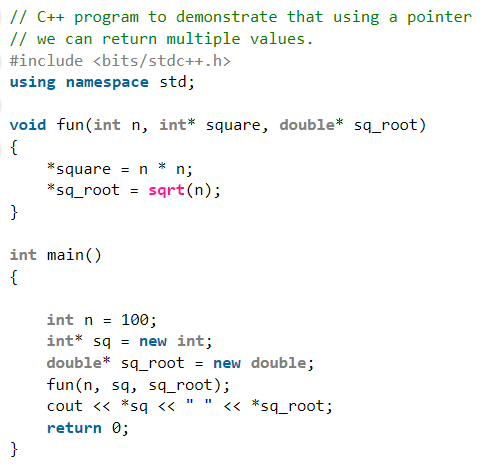 // C++ program to demonstrate that using a pointer
// we can return multiple values.
#include <bits/stdc++.h>
using namespace std;

void fun(int n, int* square, double* sq_root)
{
    *square = n * n;
    *sq_root = sqrt(n);
}

int main()
{

    int n = 100;
    int* sq = new int;
    double* sq_root = new double;
    fun(n, sq, sq_root);
    cout << *sq << " " << *sq_root;
    return 0;
}